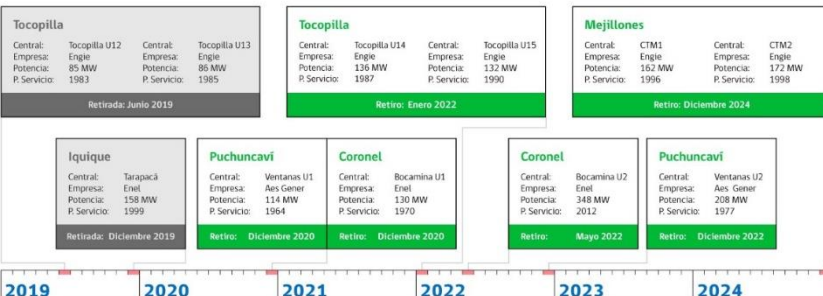 Tocopilla
Central: Tocopilla U12 Central: Tocopilla U13
Empresa: Engie Empresa: Engie
Potencia: 85 MW Potencia: 86 MW
P. Servicio: 1983 P. Servicio: 1985
Retirada: Junio 2019
Tocopilla
Central: Tocopilla U14 Central: Tocopilla U15
Empresa: Engie Empresa: Engie
Potencia: 136 MW Potencia: 132 MW
P. Servicio: 1987 P. Servicio: 1990
Retiro: Enero 2022
Mejillones
Central: CTM1 Central: CTM2
Empresa: Engie Empresa: Engie
Potencia: 162 MW Potencia: 172 MW
P. Servicio: 1996 P. Servicio: 1998
Retiro: Diciembre 2024
Iquique
Central: Tarapacá
Empresa: Enel
Potencia: 158 MW
P. Servicio: 1999
Retirada: Diciembre 2019
Puchuncaví
Central: Ventanas U1
Empresa: Aes Gener
Potencia: 114 MW
P. Servicio: 1964
Retiro: Diciembre 2020
Coronel
Central: Bocamina U1
Empresa: Enel
Potencia: 130 MW
P. Servicio: 1970
Retiro: Diciembre 2020
Coronel
Central: Bocamina U2
Empresa: Enel
Potencia: 348 MW
P. Servicio: 2012
Retiro: Mayo 2022
Puchuncaví
Central: Ventanas U2
Empresa: Aes Gener
Potencia: 208 MW
P. Servicio: 1977
Retiro: Diciembre 2022
2019 2020 2021 2022 2023 2024